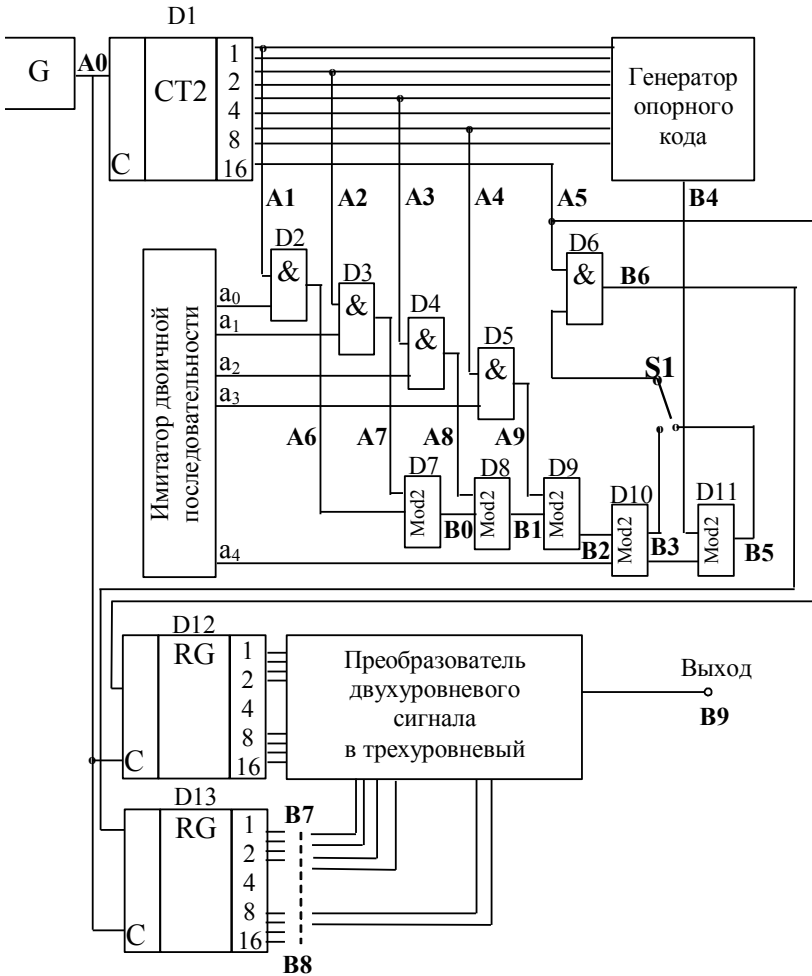 D1
G
A0
CT2
C
1
2
4
8
16
Генератор
опорного
кода
A1
A2
A3
A4
A5
B4
Имитатор двоичной
последовательности
a0
a1
a2
a3
a4
D2
&
D3
&
D4
&
D5
&
D6
&
B6
S1
A6
A7
A8
A9
D7
Mod2
B0
D8
Mod2
B1
D9
Mod2
B2
D10
Mod2
B3
D11
Mod2
B5
D12
RG
C
1
2
4
8
16
Преобразователь
двухуровневого
сигнала
в трехуровневый
Выход
B9
D13
RG
C
1
2
4
8
16
B7
B8